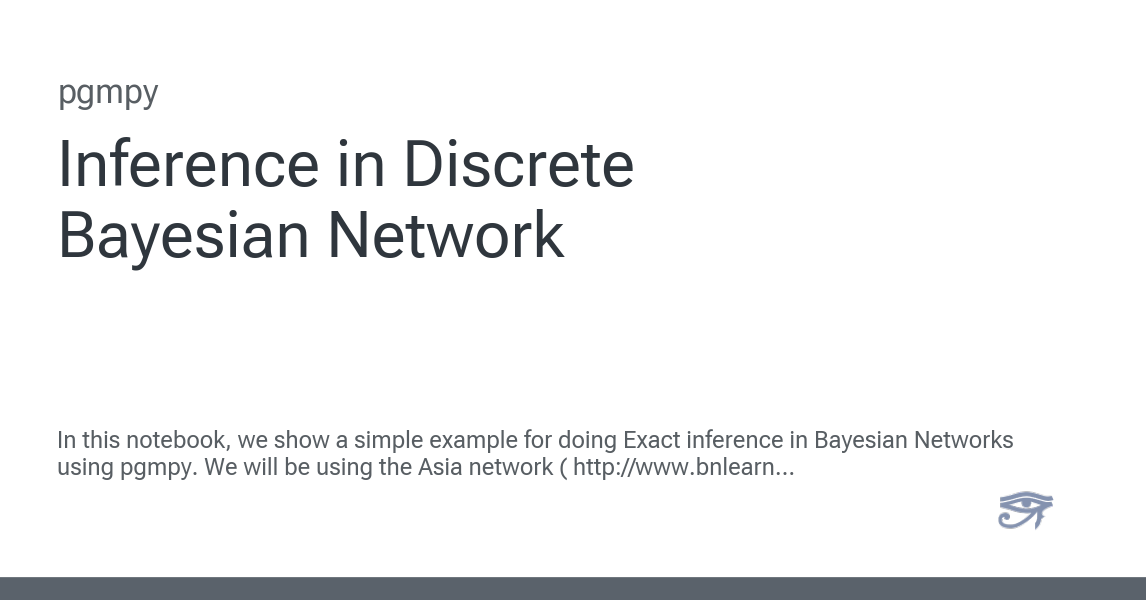 pgmpy
Inference in Discrete
Bayesian Network
In this notebook, we show a simple example for doing Exact inference in Bayesian Networks
using pgmpy. We will be using the Asia network ( http://www.bnlearn...